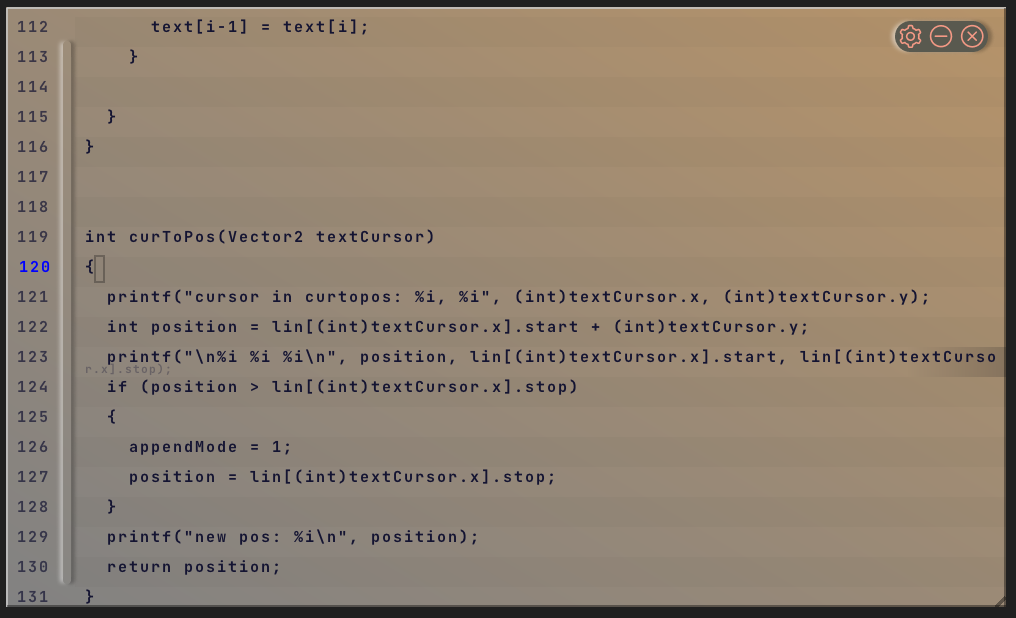 112 text[i-1] = text[i];
113 }
114
115 }
116 }
117
118
119 int curToPos(Vector2 textCursor)
120 {
121 printf("cursor in curtopos: %i, %i", (int)textCursor.x, (int)textCursor.y);
122 int position = lin[(int)textCursor.x].start + (int)textCursor.y;
123 printf("\n%i %i %i\n", position, lin[(int)textCursor.x].start, lin[(int)textCurso
r.x].stop);
124 if (position > lin[(int)textCursor.x].stop)
125 {
126 appendMode = 1;
127 position = lin[(int)textCursor.x].stop;
128 }
129 printf("new pos: %i\n", position);
130 return position;
131 }